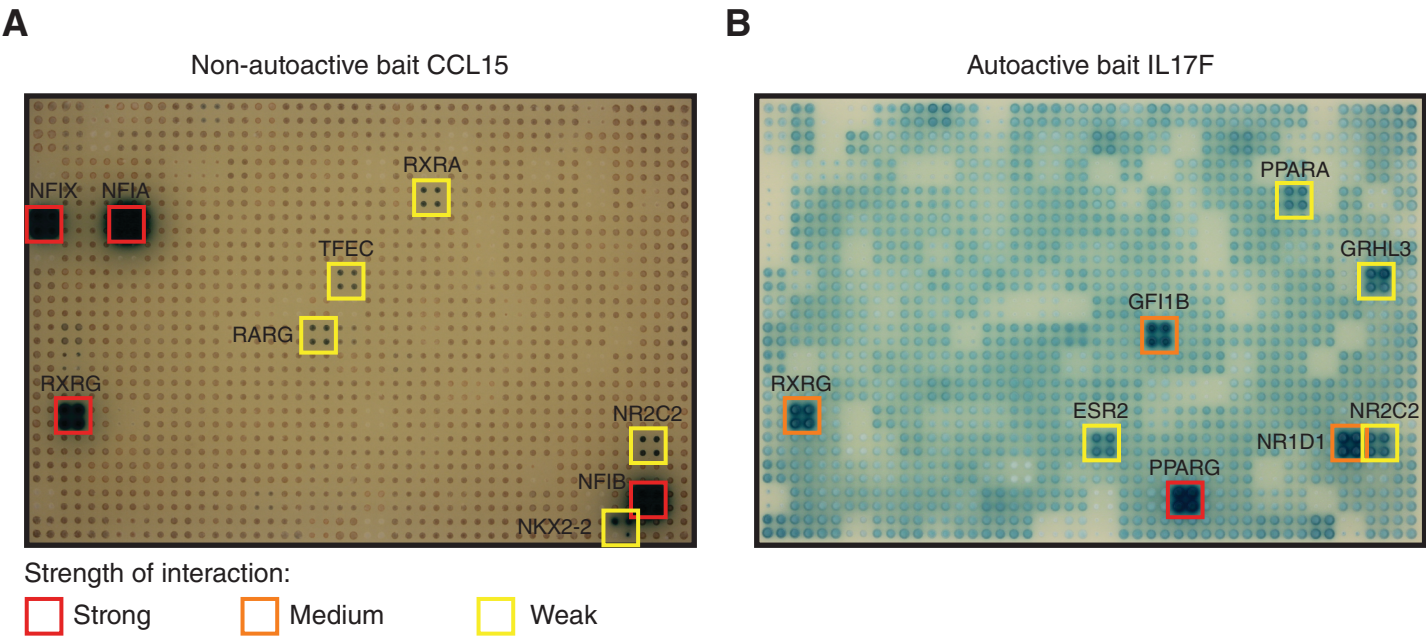 A
B
Non-autoactive bait CCL15
Autoactive bait IL17F
RXRA
NFIX
NFIA
TFEC
RARG
RXRG
NR2C2
NFIB
NKX2-2
PPARA
GRHL3
GFI1B
RXRG
ESR2
NR2C2
NR1D1
PPARG
Strength of interaction:
Strong
Medium
Weak